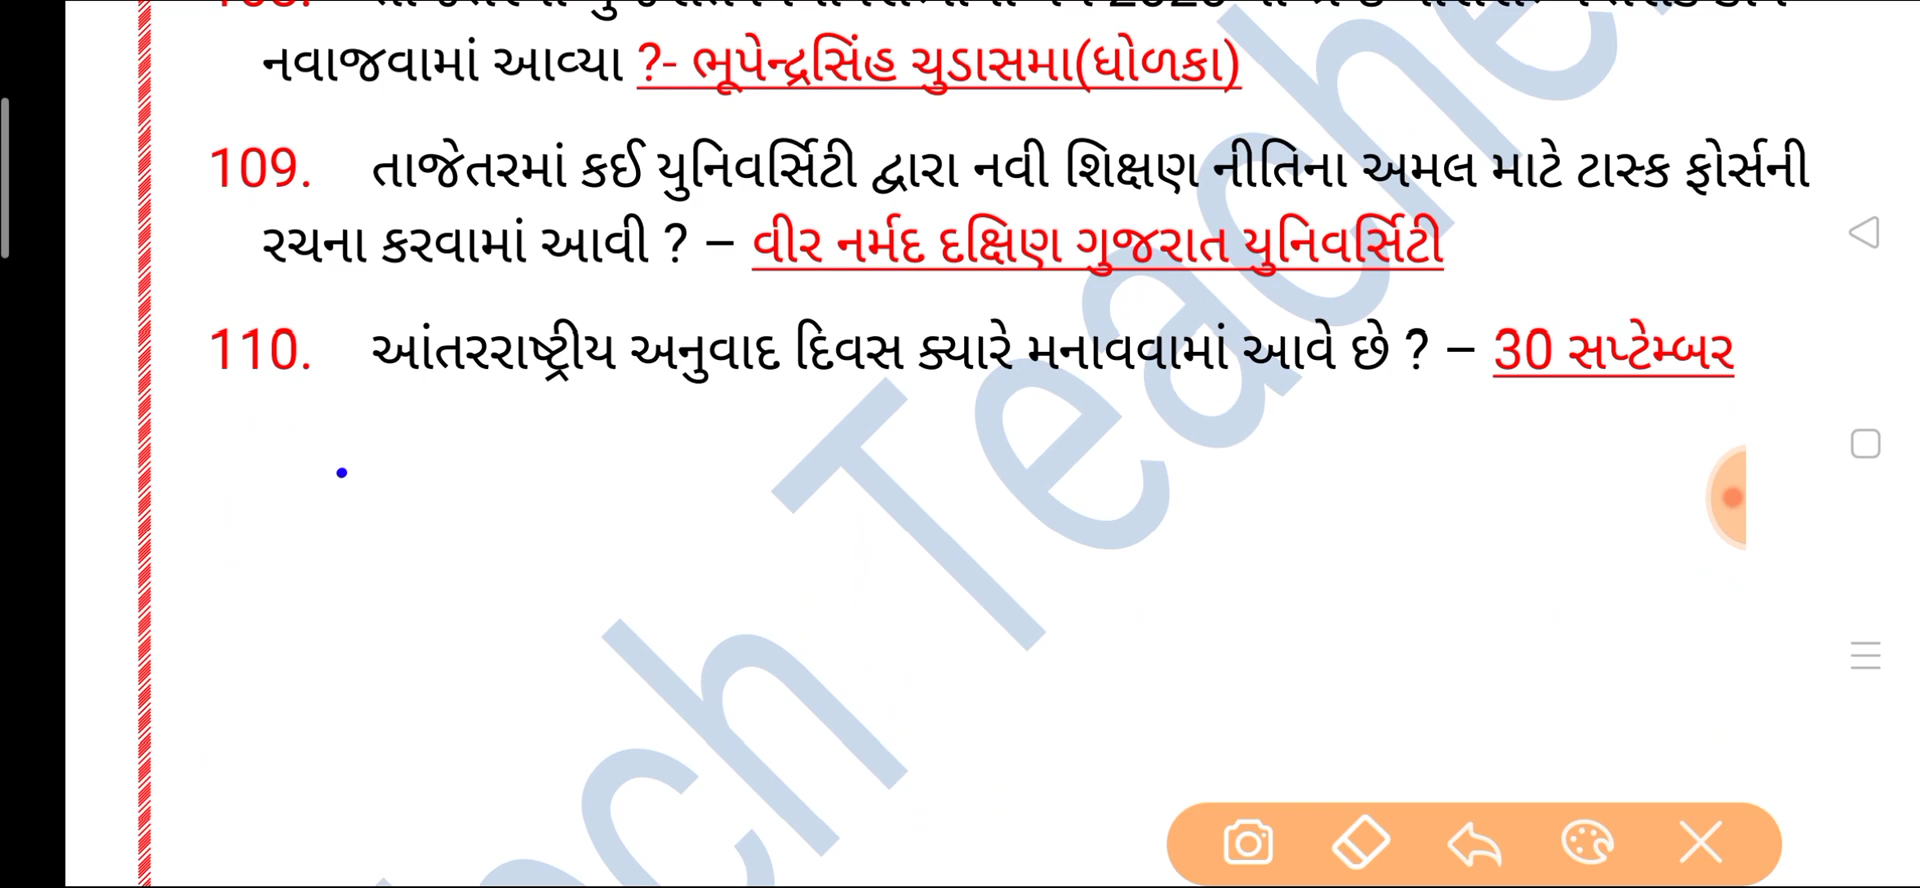 નવાજવામાં આવ્યા ?- ભૂપેન્દ્રસિંહ ચુડાસમા(ધોળકા)
109. તાજેતરમાં કઈ યુનિવર્સિટી દ્વારા નવી શિક્ષણ નીતિના અમલ માટે ટાસ્ક ફોર્સની
રચના કરવામાં આવી ? – વીર નર્મદ દક્ષિણ ગુજરાત યુનિવર્સિટી
110. આંતરરાષ્ટ્રીય અનુવાદ દિવસ ક્યારે મનાવવામાં આવે છે ? – 30 સપ્ટેમ્બર